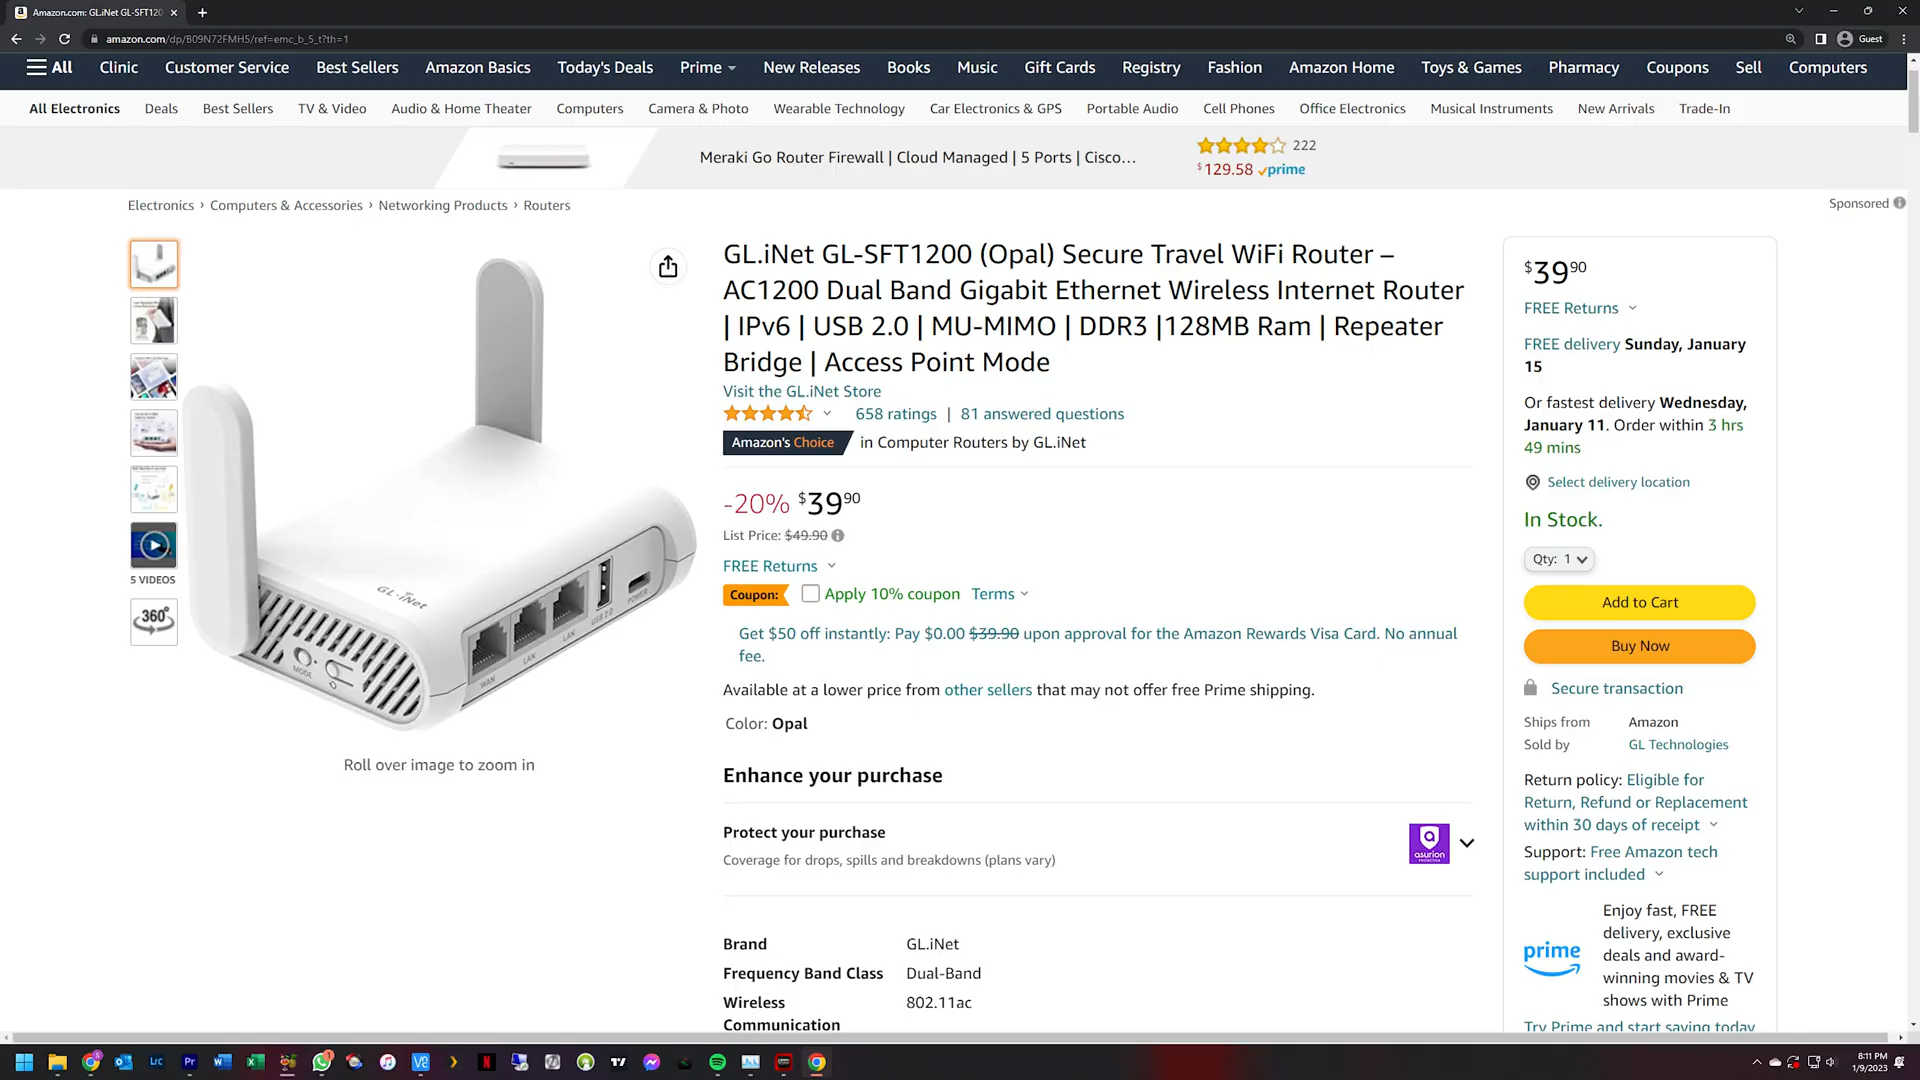 Amazon.com: GL.iNet GL-SFT120
amazon.com/dp/B09N72FMH5/ref=emc_b_5_t?th=1
Guest
All Clinic Customer Service Best Sellers Amazon Basics Today's Deals Prime New Releases Books Music Gift Cards Registry Fashion Amazon Home Toys & Games Pharmacy Coupons Sell Computers
All Electronics Deals Best Sellers TV & Video Audio & Home Theater Computers Camera & Photo Wearable Technology Car Electronics & GPS Portable Audio Cell Phones Office Electronics Musical Instruments New Arrivals Trade-In
Meraki Go Router Firewall | Cloud Managed | 5 Ports | Cisco…
222
$129.58 prime
Electronics › Computers & Accessories › Networking Products › Routers
Sponsored
5 VIDEOS
360°
GL·iNet
MODE
WAN
LAN
LAN
USB 2.0
POWER
Roll over image to zoom in
GL.iNet GL-SFT1200 (Opal) Secure Travel WiFi Router –
AC1200 Dual Band Gigabit Ethernet Wireless Internet Router
| IPv6 | USB 2.0 | MU-MIMO | DDR3 |128MB Ram | Repeater
Bridge | Access Point Mode
Visit the GL.iNet Store
658 ratings | 81 answered questions
Amazon's Choice in Computer Routers by GL.iNet
-20% $39 90
List Price: $49.90
FREE Returns
Coupon: Apply 10% coupon Terms
Get $50 off instantly: Pay $0.00 $39.90 upon approval for the Amazon Rewards Visa Card. No annual
fee.
Available at a lower price from other sellers that may not offer free Prime shipping.
Color: Opal
Enhance your purchase
Protect your purchase
Coverage for drops, spills and breakdowns (plans vary)
asurion
Brand GL.iNet
Frequency Band Class Dual-Band
Wireless 802.11ac
Communication
$39 90
FREE Returns
FREE delivery Sunday, January
15
Or fastest delivery Wednesday,
January 11. Order within 3 hrs
49 mins
Select delivery location
In Stock.
Qty: 1
Add to Cart
Buy Now
Secure transaction
Ships from Amazon
Sold by GL Technologies
Return policy: Eligible for
Return, Refund or Replacement
within 30 days of receipt
Support: Free Amazon tech
support included
prime
Enjoy fast, FREE
delivery, exclusive
deals and award-
winning movies & TV
shows with Prime
Try Prime and start saving today
Lrc
Pr
8:11 PM
1/9/2023